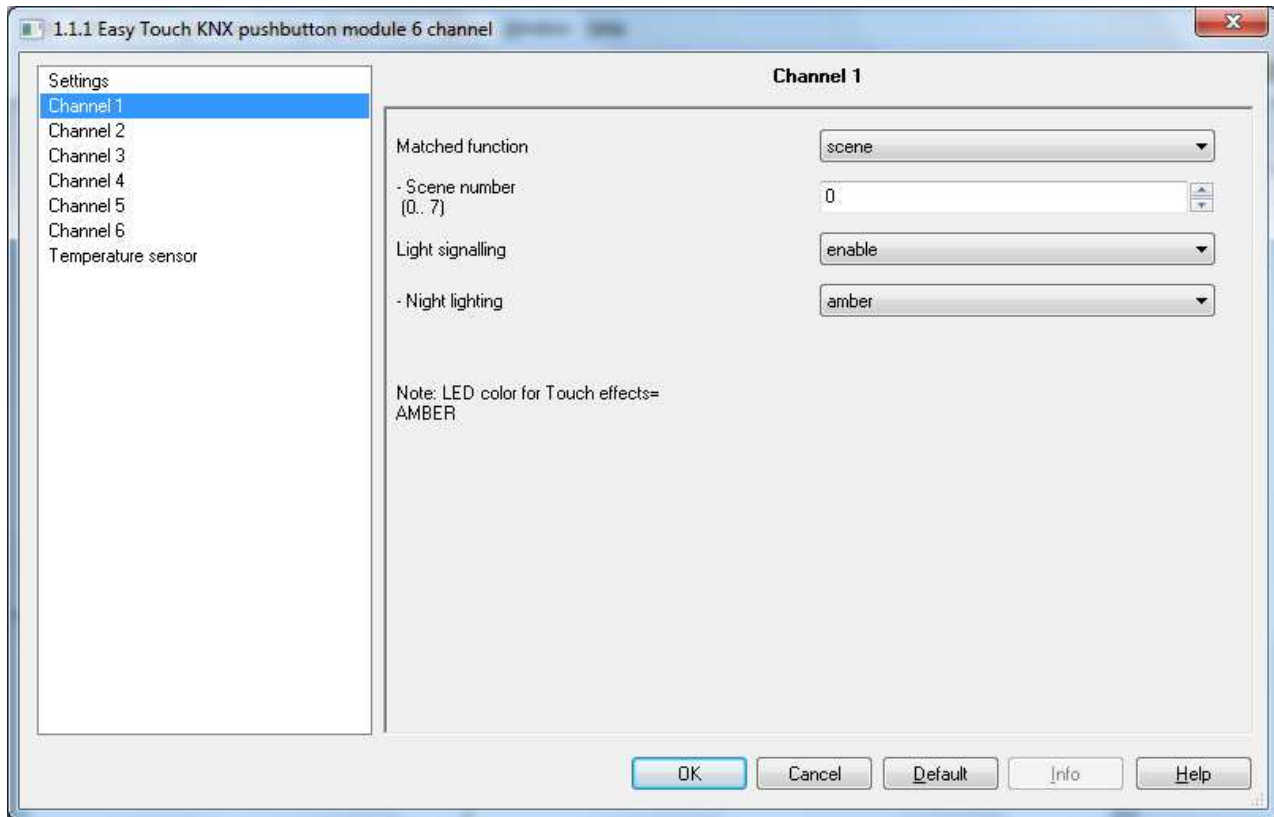 1.1.1 Easy Touch KNX pushbutton module 6 channel
Settings
Channel 1
Channel 2
Channel 3
Channel 4
Channel 5
Channel 6
Temperature sensor
Channel 1
Matched function
scene
- Scene number
(0.. 7)
0
Light signalling
enable
- Night lighting
amber
Note: LED color for Touch effects=
AMBER
OK
Cancel
Default
Info
Help